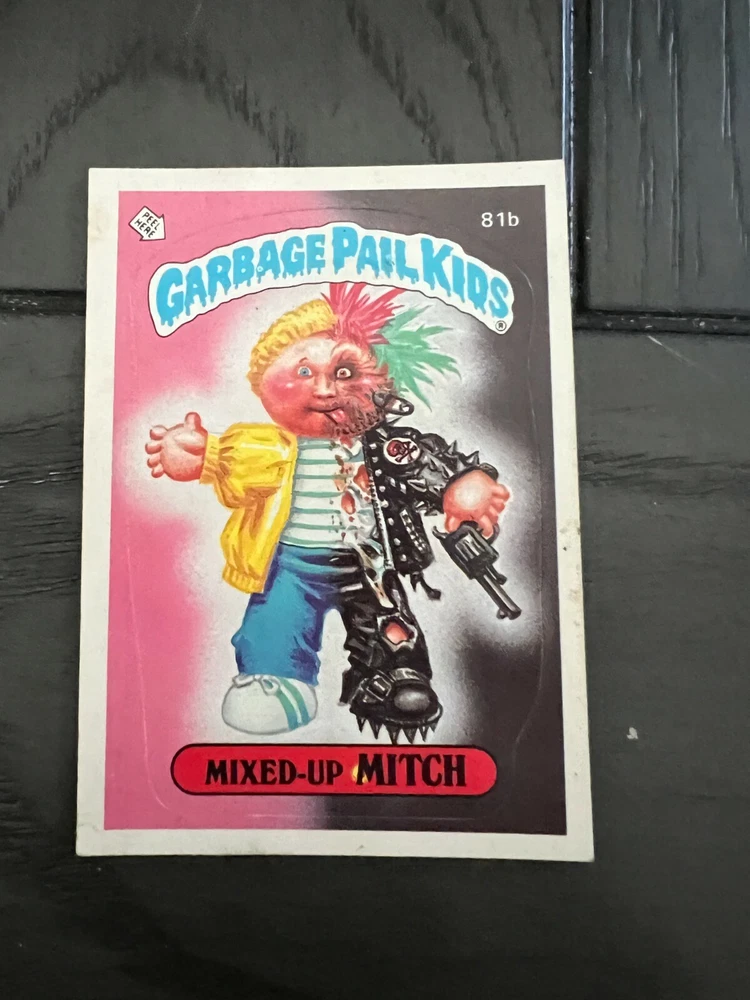 PEEL
HERE
81b
GARBAGE PAIL KIDS
®
MIXED-UP MITCH